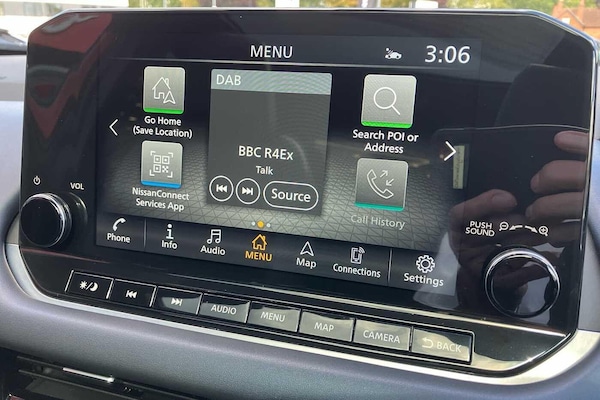 MENU
3:06
DAB
Go Home
(Save Location)
BBC R4Ex
Talk
Search POI or
Address
NissanConnect
Services App
Source
Call History
VOL
PUSH
SOUND
Phone
Info
Audio
MENU
Map
Connections
Settings
AUDIO
MENU
MAP
CAMERA
BACK